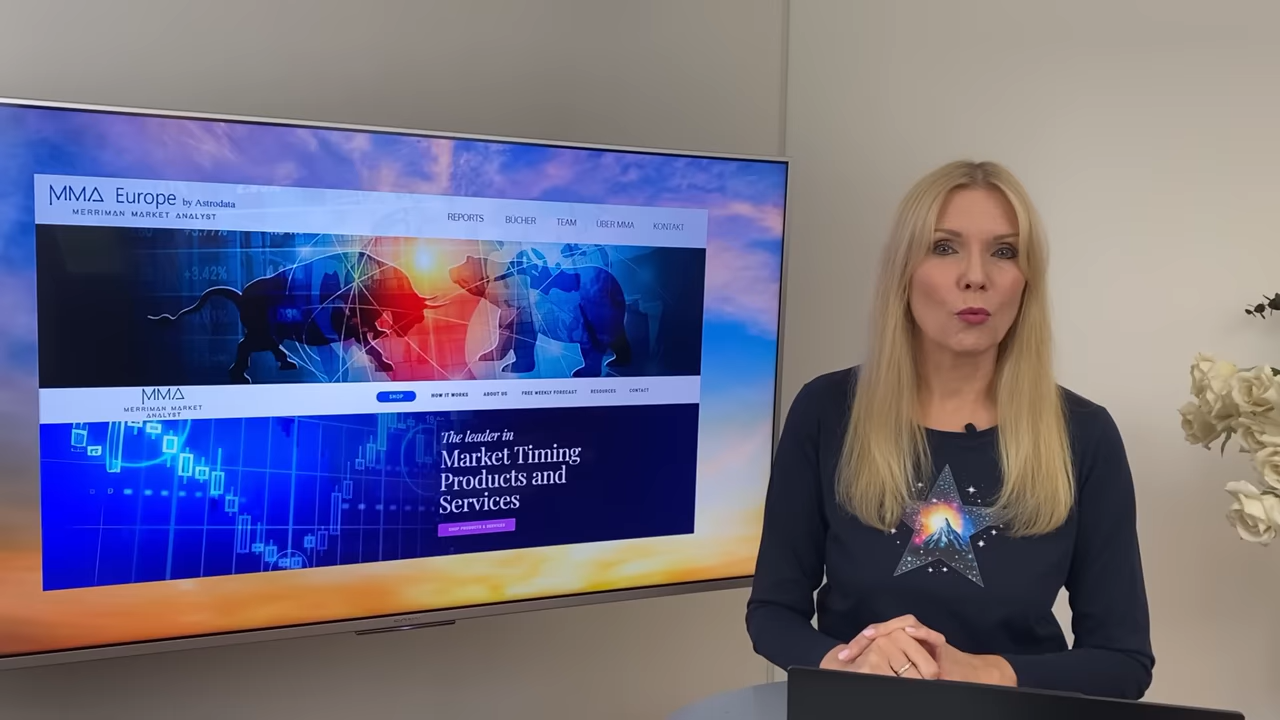 MMA Europe by Astrodata
MERRIMAN MARKET ANALYST
REPORTS BÜCHER TEAM ÜBER MMA KONTAKT
+3.77%
+3.42%
MMA
MERRIMAN MARKET
ANALYST
SHOP HOW IT WORKS ABOUT US FREE WEEKLY FORECAST RESOURCES CONTACT
The leader in
Market Timing
Products and
Services
SHOP PRODUCTS & SERVICES